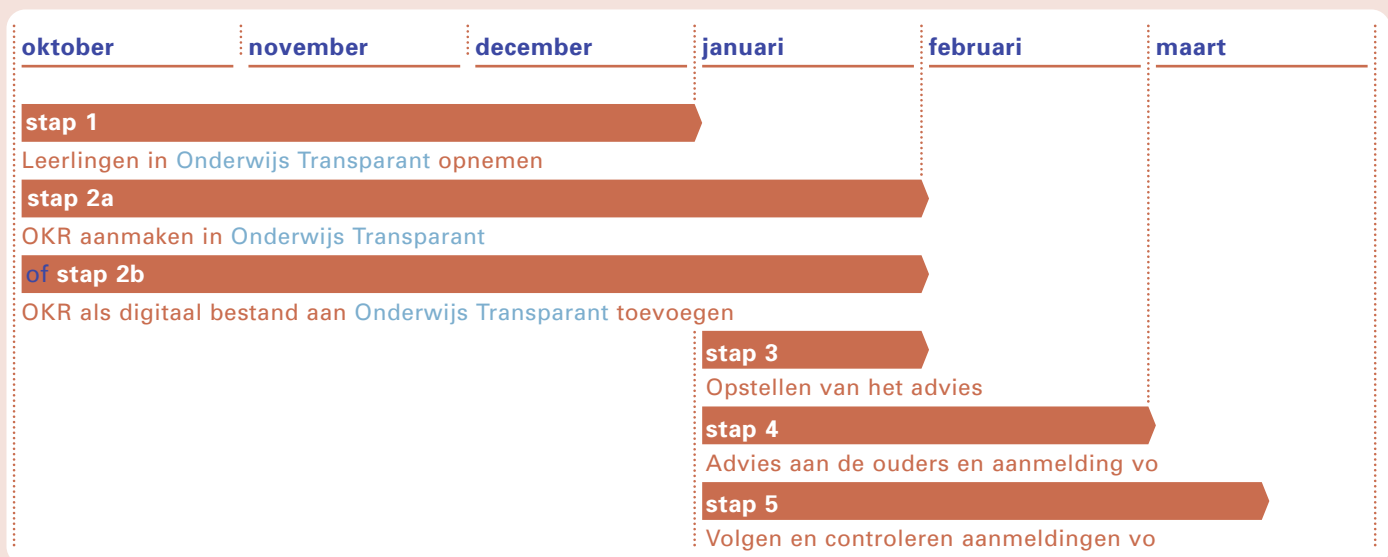 oktober november december januari februari maart
stap 1
Leerlingen in Onderwijs Transparant opnemen
stap 2a
OKR aanmaken in Onderwijs Transparant
of stap 2b
OKR als digitaal bestand aan Onderwijs Transparant toevoegen
stap 3
Opstellen van het advies
stap 4
Advies aan de ouders en aanmelding vo
stap 5
Volgen en controleren aanmeldingen vo